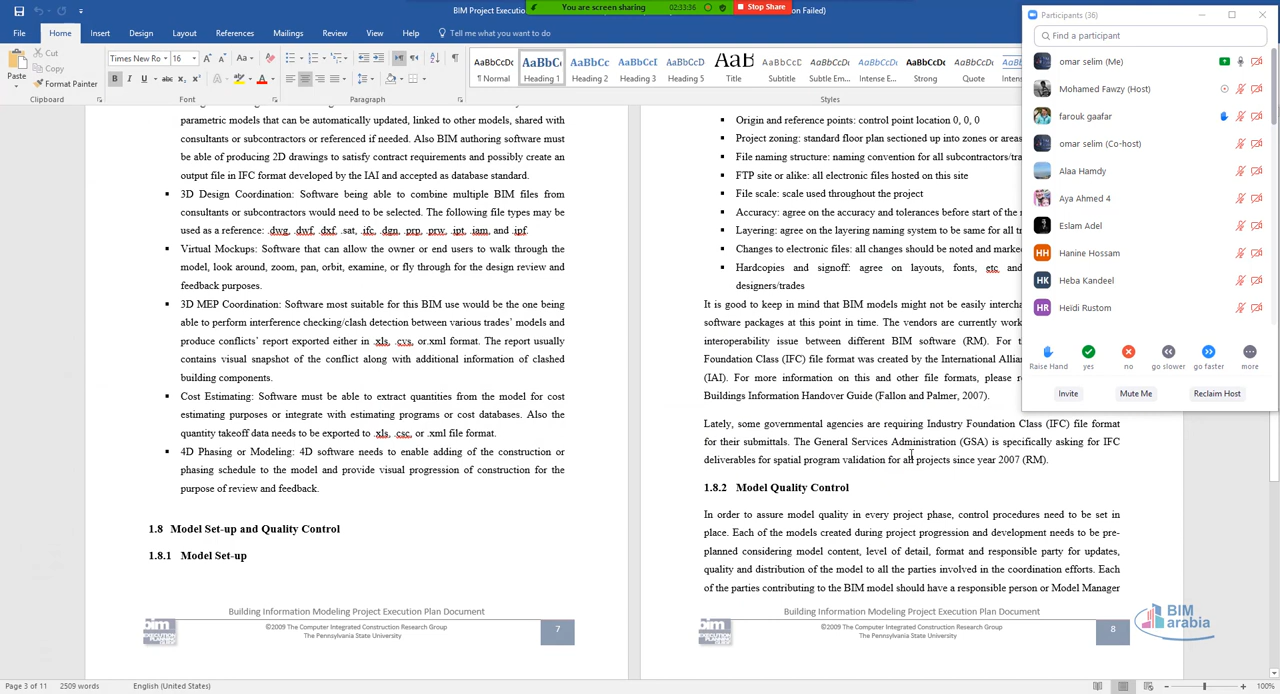 BIM Project Execution
You are screen sharing
02:33:36
Stop Share
on Failed)
File
Home
Insert
Design
Layout
References
Mailings
Review
View
Help
Tell me what you want to do
Paste
Cut
Copy
Format Painter
Clipboard
Times New Ro
16
Font
Paragraph
AaBbCcDc
¶ Normal
AaBbC
Heading 1
AaBbCc
Heading 2
AaBbCcI
Heading 3
AaBbCcD
Heading 5
AaB
Title
AaBbCcD
Subtitle
AaBbCcDc
Subtle Em...
AaBbCcDc
Intense E...
AaBbCcDc
Strong
AaBbCcDc
Quote
Intens
Styles
parametric models that can be automatically updated, linked to other models, shared with
consultants or subcontractors or referenced if needed. Also BIM authoring software must
be able of producing 2D drawings to satisfy contract requirements and possibly create an
output file in IFC format developed by the IAI and accepted as database standard.
▪ 3D Design Coordination: Software being able to combine multiple BIM files from
consultants or subcontractors would need to be selected. The following file types may be
used as a reference: .dwg, .dwf, .dxf, .sat, .ifc, .dgn, .prp, .prw, .ipt, .iam, and .ipf.
▪ Virtual Mockups: Software that can allow the owner or end users to walk through the
model, look around, zoom, pan, orbit, examine, or fly through for the design review and
feedback purposes.
▪ 3D MEP Coordination: Software most suitable for this BIM use would be the one being
able to perform interference checking/clash detection between various trades' models and
produce conflicts' report exported either in .xls, .cvs, or.xml format. The report usually
contains visual snapshot of the conflict along with additional information of clashed
building components.
▪ Cost Estimating: Software must be able to extract quantities from the model for cost
estimating purposes or integrate with estimating programs or cost databases. Also the
quantity takeoff data needs to be exported to .xls, .csc, or .xml file format.
▪ 4D Phasing or Modeling: 4D software needs to enable adding of the construction or
phasing schedule to the model and provide visual progression of construction for the
purpose of review and feedback.
1.8 Model Set-up and Quality Control
1.8.1 Model Set-up
Building Information Modeling Project Execution Plan Document
©2009 The Computer Integrated Construction Research Group
The Pennsylvania State University
7
bim
▪ Origin and reference points: control point location 0, 0, 0
▪ Project zoning: standard floor plan sectioned up into zones or areas
▪ File naming structure: naming convention for all subcontractors/tra
▪ FTP site or alike: all electronic files hosted on this site
▪ File scale: scale used throughout the project
▪ Accuracy: agree on the accuracy and tolerances before start of the
▪ Layering: agree on the layering naming system to be same for all tr
▪ Changes to electronic files: all changes should be noted and marke
▪ Hardcopies and signoff: agree on layouts, fonts, etc and
designers/trades
It is good to keep in mind that BIM models might not be easily interch
software packages at this point in time. The vendors are currently work
interoperability issue between different BIM software (RM). For t
Foundation Class (IFC) file format was created by the International Allian
(IAI). For more information on this and other file formats, please r
Buildings Information Handover Guide (Fallon and Palmer, 2007).
Lately, some governmental agencies are requiring Industry Foundation Class (IFC) file format
for their submittals. The General Services Administration (GSA) is specifically asking for IFC
deliverables for spatial program validation for all projects since year 2007 (RM).
1.8.2 Model Quality Control
In order to assure model quality in every project phase, control procedures need to be set in
place. Each of the models created during project progression and development needs to be pre-
planned considering model content, level of detail, format and responsible party for updates,
quality and distribution of the model to all the parties involved in the coordination efforts. Each
of the parties contributing to the BIM model should have a responsible person or Model Manager
Building Information Modeling Project Execution Plan Document
©2009 The Computer Integrated Construction Research Group
The Pennsylvania State University
8
bim
BIM
arabia
Participants (36)
Find a participant
omar selim (Me)
Mohamed Fawzy (Host)
farouk gaafar
omar selim (Co-host)
Alaa Hamdy
Aya Ahmed 4
Eslam Adel
HH Hanine Hossam
HK Heba Kandeel
HR Heidi Rustom
Raise Hand
yes
no
go slower
go faster
more
Invite
Mute Me
Reclaim Host
Page 3 of 11
2509 words
English (United States)
100%